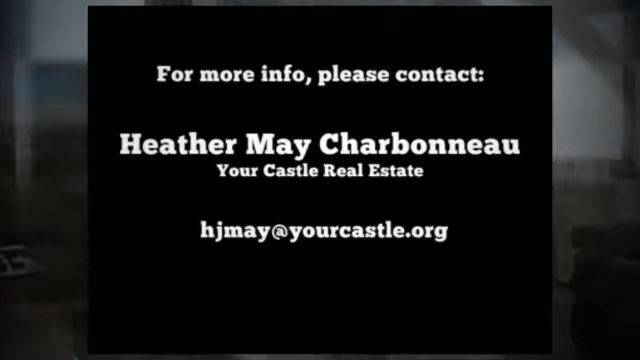 For more info, please contact:
Heather May Charbonneau
Your Castle Real Estate
hjmay@yourcastle.org